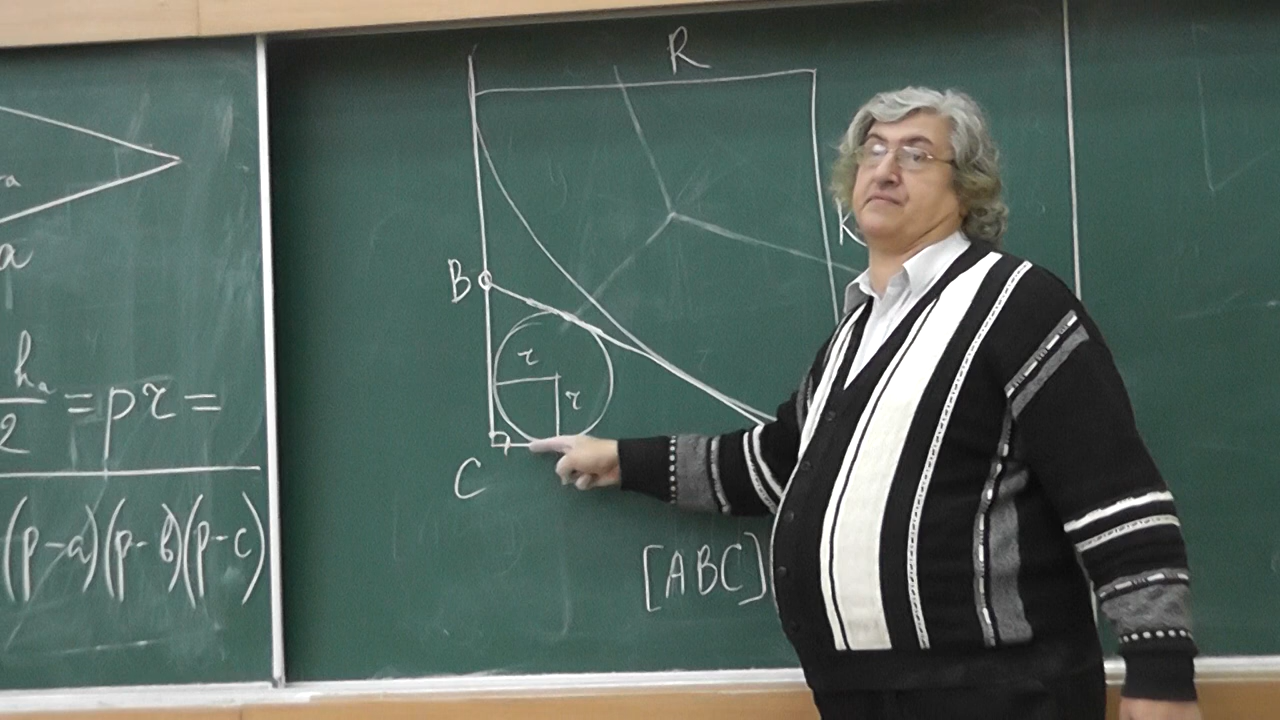 a
a
h_a
— = pr =
2
(p-a)(p-b)(p-c)
R
R
B
r
r
C
[ABC]